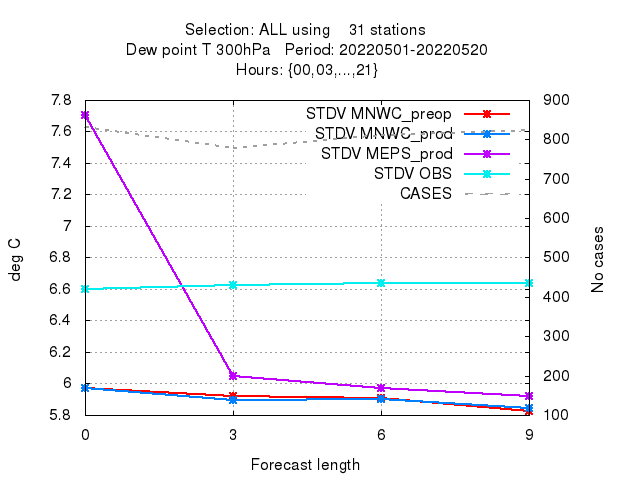 Selection: ALL using    31 stations
Dew point T 300hPa   Period: 20220501-20220520
Hours: {00,03,...,21}
7.8
7.6
7.4
7.2
7
6.8
6.6
6.4
6.2
6
5.8
deg C
STDV MNWC_preop
STDV MNWC_prod
STDV MEPS_prod
STDV OBS
CASES
900
800
700
600
500
400
300
200
100
No cases
0
3
6
9
Forecast length